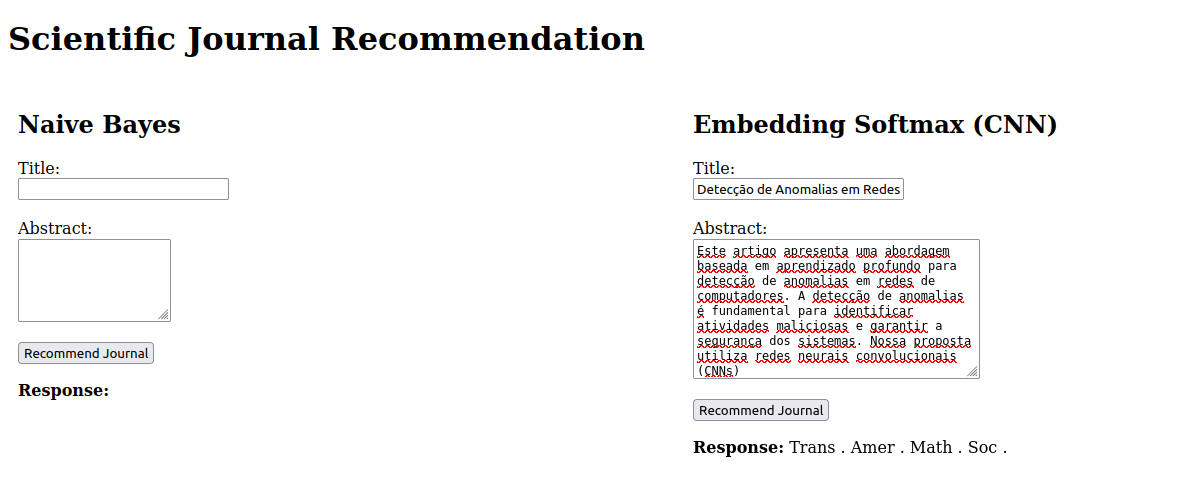 Scientific Journal Recommendation
Naive Bayes
Title:
Abstract:
Recommend Journal
Response:
Embedding Softmax (CNN)
Title:
Detecção de Anomalias em Redes
Abstract:
Este artigo apresenta uma abordagem
baseada em aprendizado profundo para
detecção de anomalias em redes de
computadores. A detecção de anomalias
é fundamental para identificar
atividades maliciosas e garantir a
segurança dos sistemas. Nossa proposta
utiliza redes neurais convolucionais
(CNNs)
Recommend Journal
Response: Trans . Amer . Math . Soc .